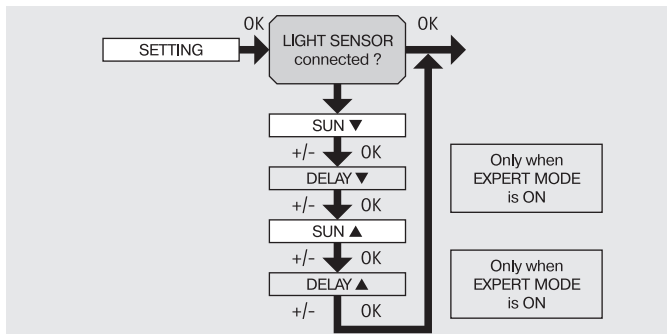 OK
OK
SETTING
LIGHT SENSOR
connected ?
SUN ▼
+/- OK
DELAY ▼
+/- OK
SUN ▲
+/- OK
DELAY ▲
+/- OK
Only when
EXPERT MODE
is ON
Only when
EXPERT MODE
is ON